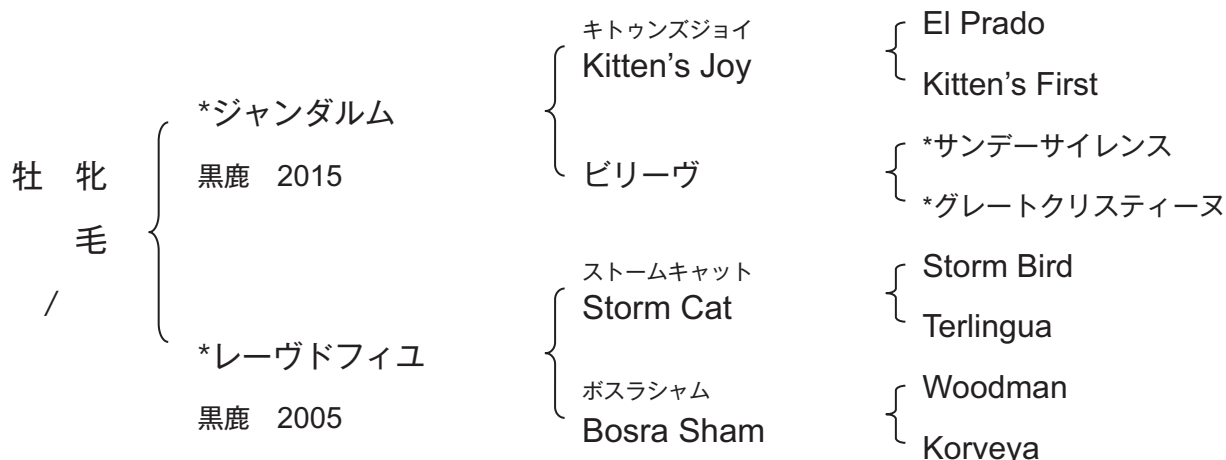 牡 牝
毛
/
*ジャンダルム
黒鹿 2015
*レーヴドフィユ
黒鹿 2005
キトゥンズジョイ
Kitten's Joy
ビリーヴ
ストームキャット
Storm Cat
ボスラシャム
Bosra Sham
El Prado
Kitten's First
*サンデーサイレンス
*グレートクリスティーヌ
Storm Bird
Terlingua
Woodman
Korveya